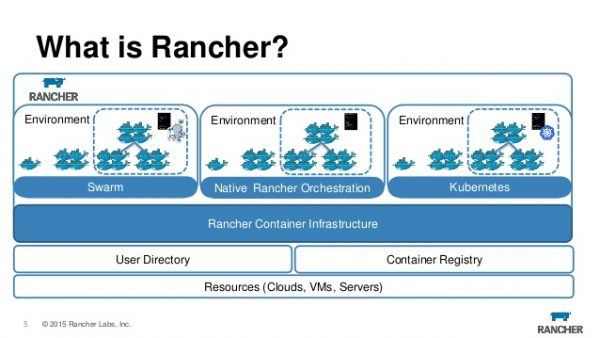 What is Rancher?
RANCHER
Environment
Environment
Environment
Swarm
Native Rancher Orchestration
Kubernetes
Rancher Container Infrastructure
User Directory
Container Registry
Resources (Clouds, VMs, Servers)
5
© 2015 Rancher Labs, Inc.
RANCHER